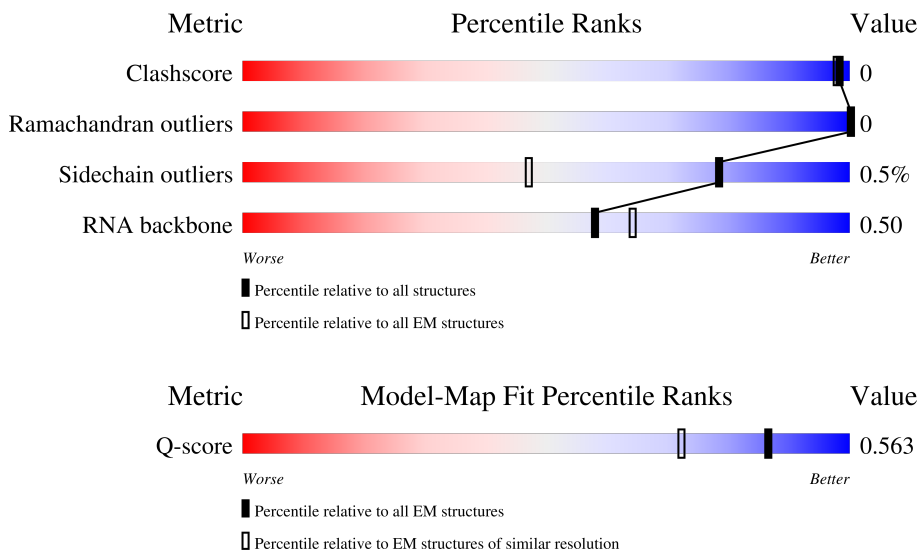 Metric Percentile Ranks Value
Clashscore 0
Ramachandran outliers 0
Sidechain outliers 0.5%
RNA backbone 0.50
Worse Better
Percentile relative to all structures
Percentile relative to all EM structures
Metric Model-Map Fit Percentile Ranks Value
Q-score 0.563
Worse Better
Percentile relative to all EM structures
Percentile relative to EM structures of similar resolution